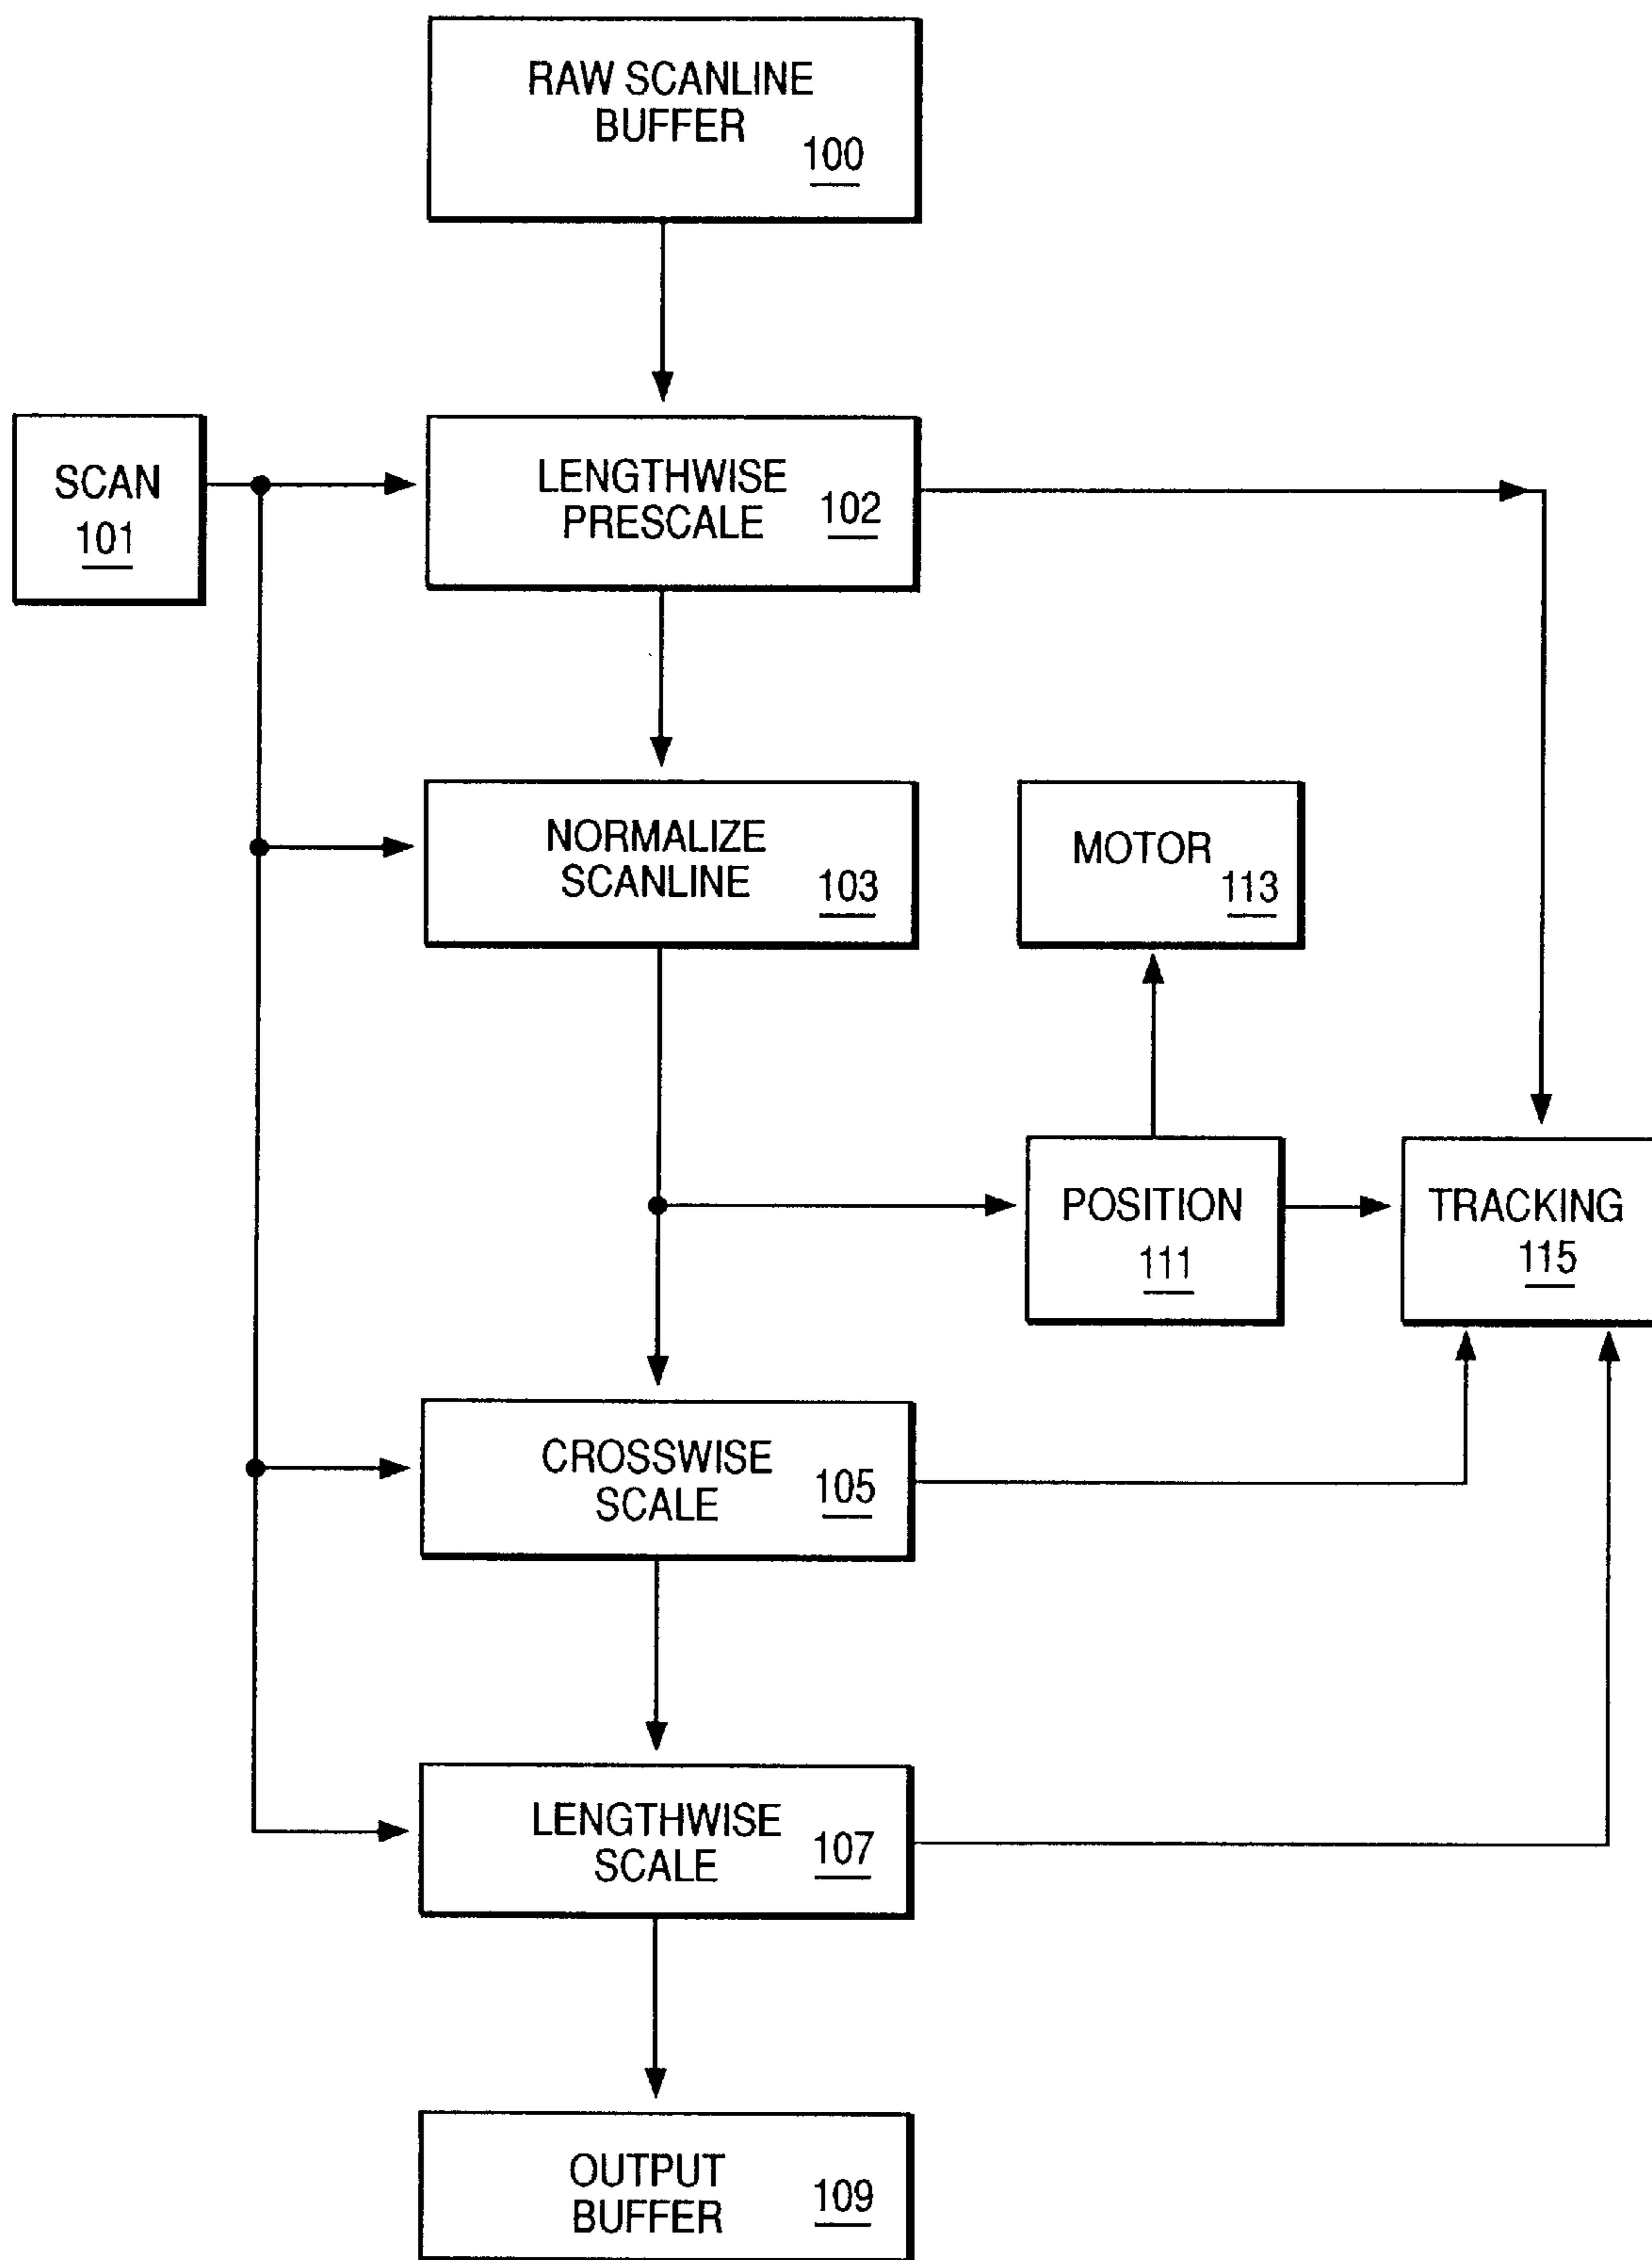 RAW SCANLINE
BUFFER
100
SCAN
101
LENGTHWISE
PRESCALE
102
NORMALIZE
SCANLINE
103
MOTOR
113
POSITION
111
TRACKING
115
CROSSWISE
SCALE
105
LENGTHWISE
SCALE
107
OUTPUT
BUFFER
109